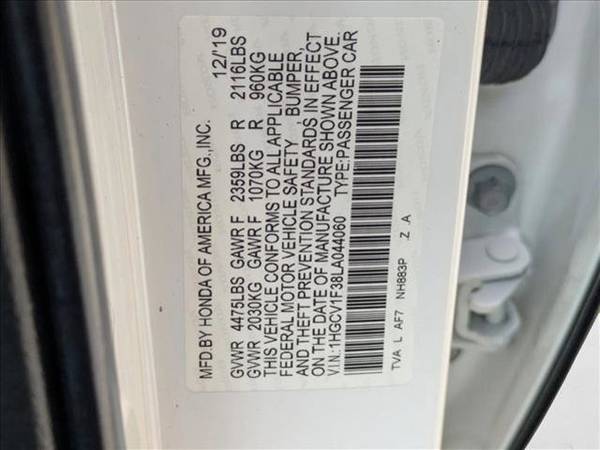 MFD.BY HONDA OF AMERICA MFG.,INC. 12/'19
GVWR 4475LBS GAWR F 2359LBS R 2116LBS
GVWR 2030KG GAWR F 1070KG R 960KG
THIS VEHICLE CONFORMS TO ALL APPLICABLE
FEDERAL MOTOR VEHICLE SAFETY , BUMPER,
AND THEFT PREVENTION STANDARDS IN EFFECT
ON THE DATE OF MANUFACTURE SHOWN ABOVE.
V.I.N.:1HGCV1F38LA044060 TYPE:PASSENGER CAR
TVA L AF7 NH883P .Z .A